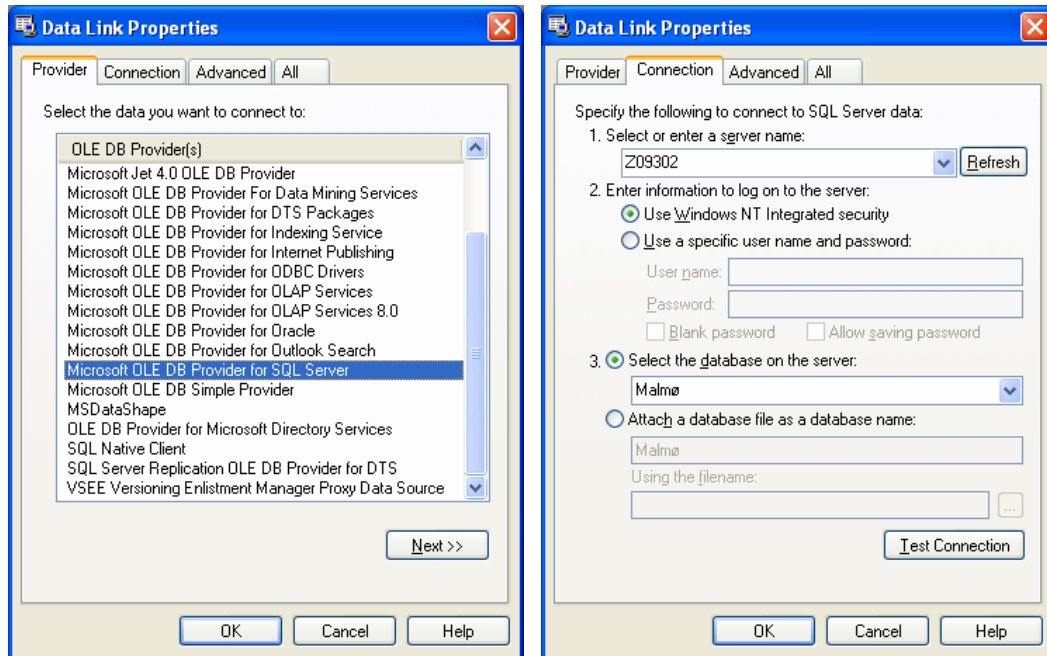 Data Link Properties
Provider Connection Advanced All
Select the data you want to connect to:
OLE DB Provider(s)
Microsoft Jet 4.0 OLE DB Provider
Microsoft OLE DB Provider For Data Mining Services
Microsoft OLE DB Provider for DTS Packages
Microsoft OLE DB Provider for Indexing Service
Microsoft OLE DB Provider for Internet Publishing
Microsoft OLE DB Provider for ODBC Drivers
Microsoft OLE DB Provider for OLAP Services
Microsoft OLE DB Provider for OLAP Services 8.0
Microsoft OLE DB Provider for Oracle
Microsoft OLE DB Provider for Outlook Search
Microsoft OLE DB Provider for SQL Server
Microsoft OLE DB Simple Provider
MSDataShape
OLE DB Provider for Microsoft Directory Services
SQL Native Client
SQL Server Replication OLE DB Provider for DTS
VSEE Versioning Enlistment Manager Proxy Data Source
Next >>
OK Cancel Help
Data Link Properties
Provider Connection Advanced All
Specify the following to connect to SQL Server data:
1. Select or enter a server name:
Z09302 Refresh
2. Enter information to log on to the server:
Use Windows NT Integrated security
Use a specific user name and password:
User name:
Password:
Blank password Allow saving password
3. Select the database on the server:
Malmø
Attach a database file as a database name:
Malmø
Using the filename:
...
Test Connection
OK Cancel Help